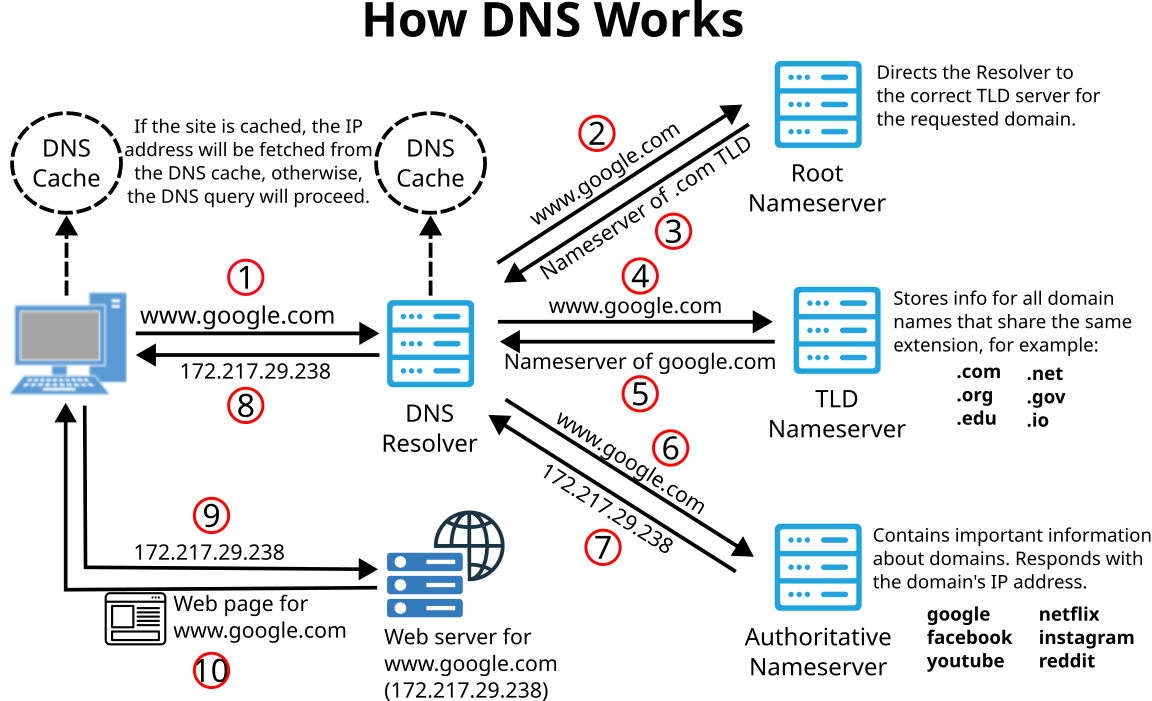 How DNS Works
DNS
Cache
If the site is cached, the IP
address will be fetched from
the DNS cache, otherwise,
the DNS query will proceed.
DNS
Cache
1
www.google.com
172.217.29.238
8
DNS
Resolver
2
www.google.com
Nameserver of .com TLD
3
Root
Nameserver
Directs the Resolver to
the correct TLD server for
the requested domain.
4
www.google.com
Nameserver of google.com
5
TLD
Nameserver
Stores info for all domain
names that share the same
extension, for example:
.com .net
.org .gov
.edu .io
6
www.google.com
172.217.29.238
7
Authoritative
Nameserver
Contains important information
about domains. Responds with
the domain's IP address.
google netflix
facebook instagram
youtube reddit
9
172.217.29.238
Web page for
www.google.com
10
Web server for
www.google.com
(172.217.29.238)